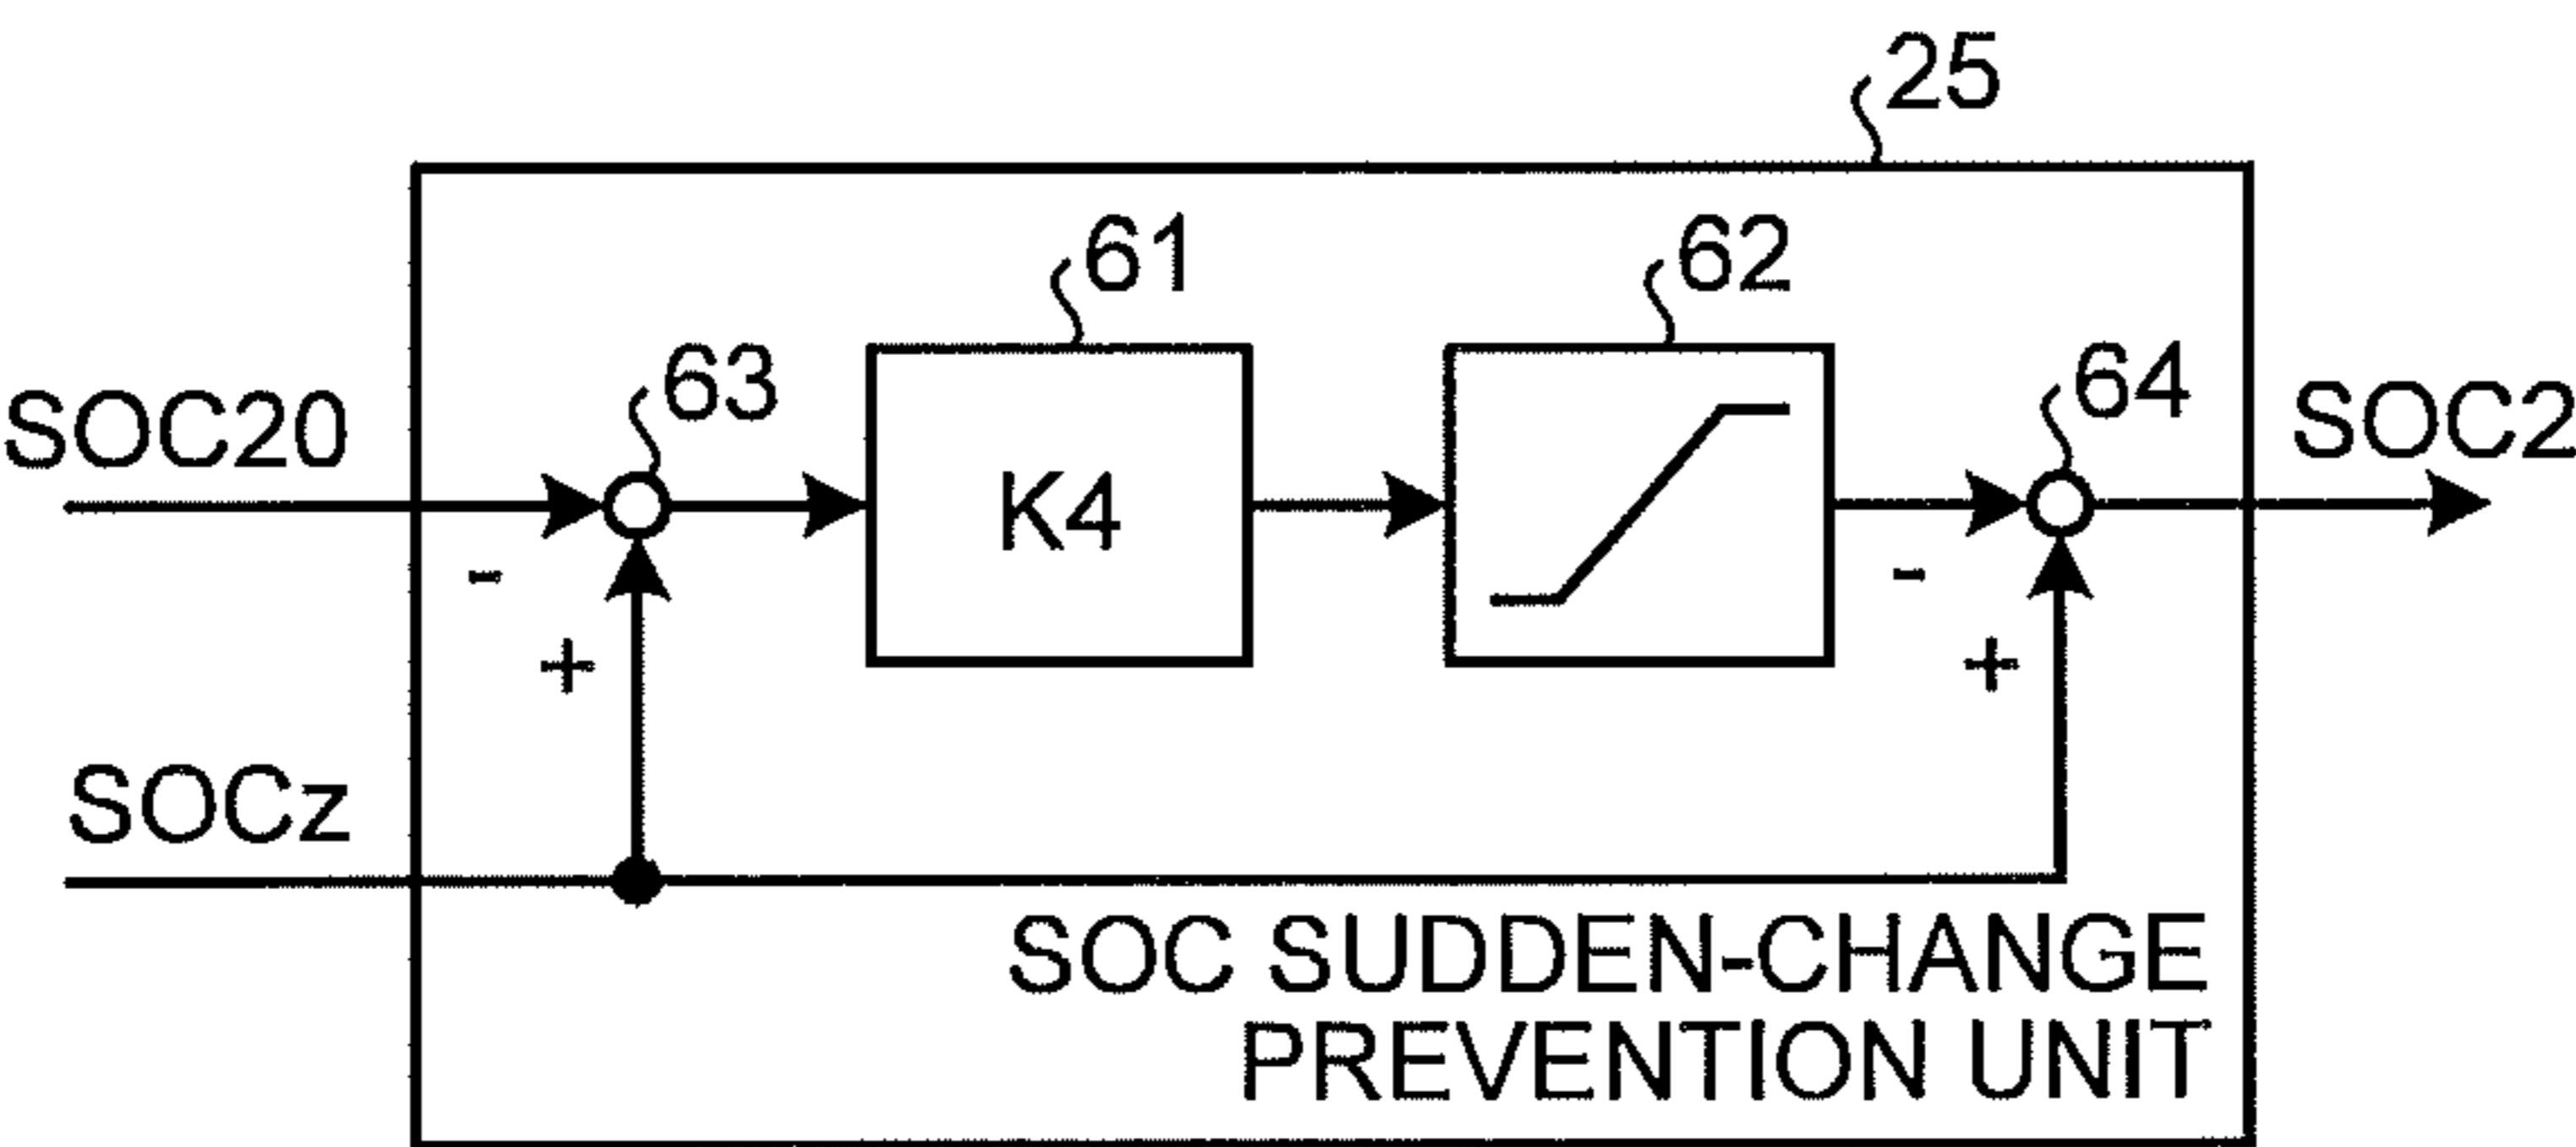 25
61
62
63
64
SOC20
SOC2
K4
-
-
+
+
SOCz
SOC SUDDEN-CHANGE
PREVENTION UNIT